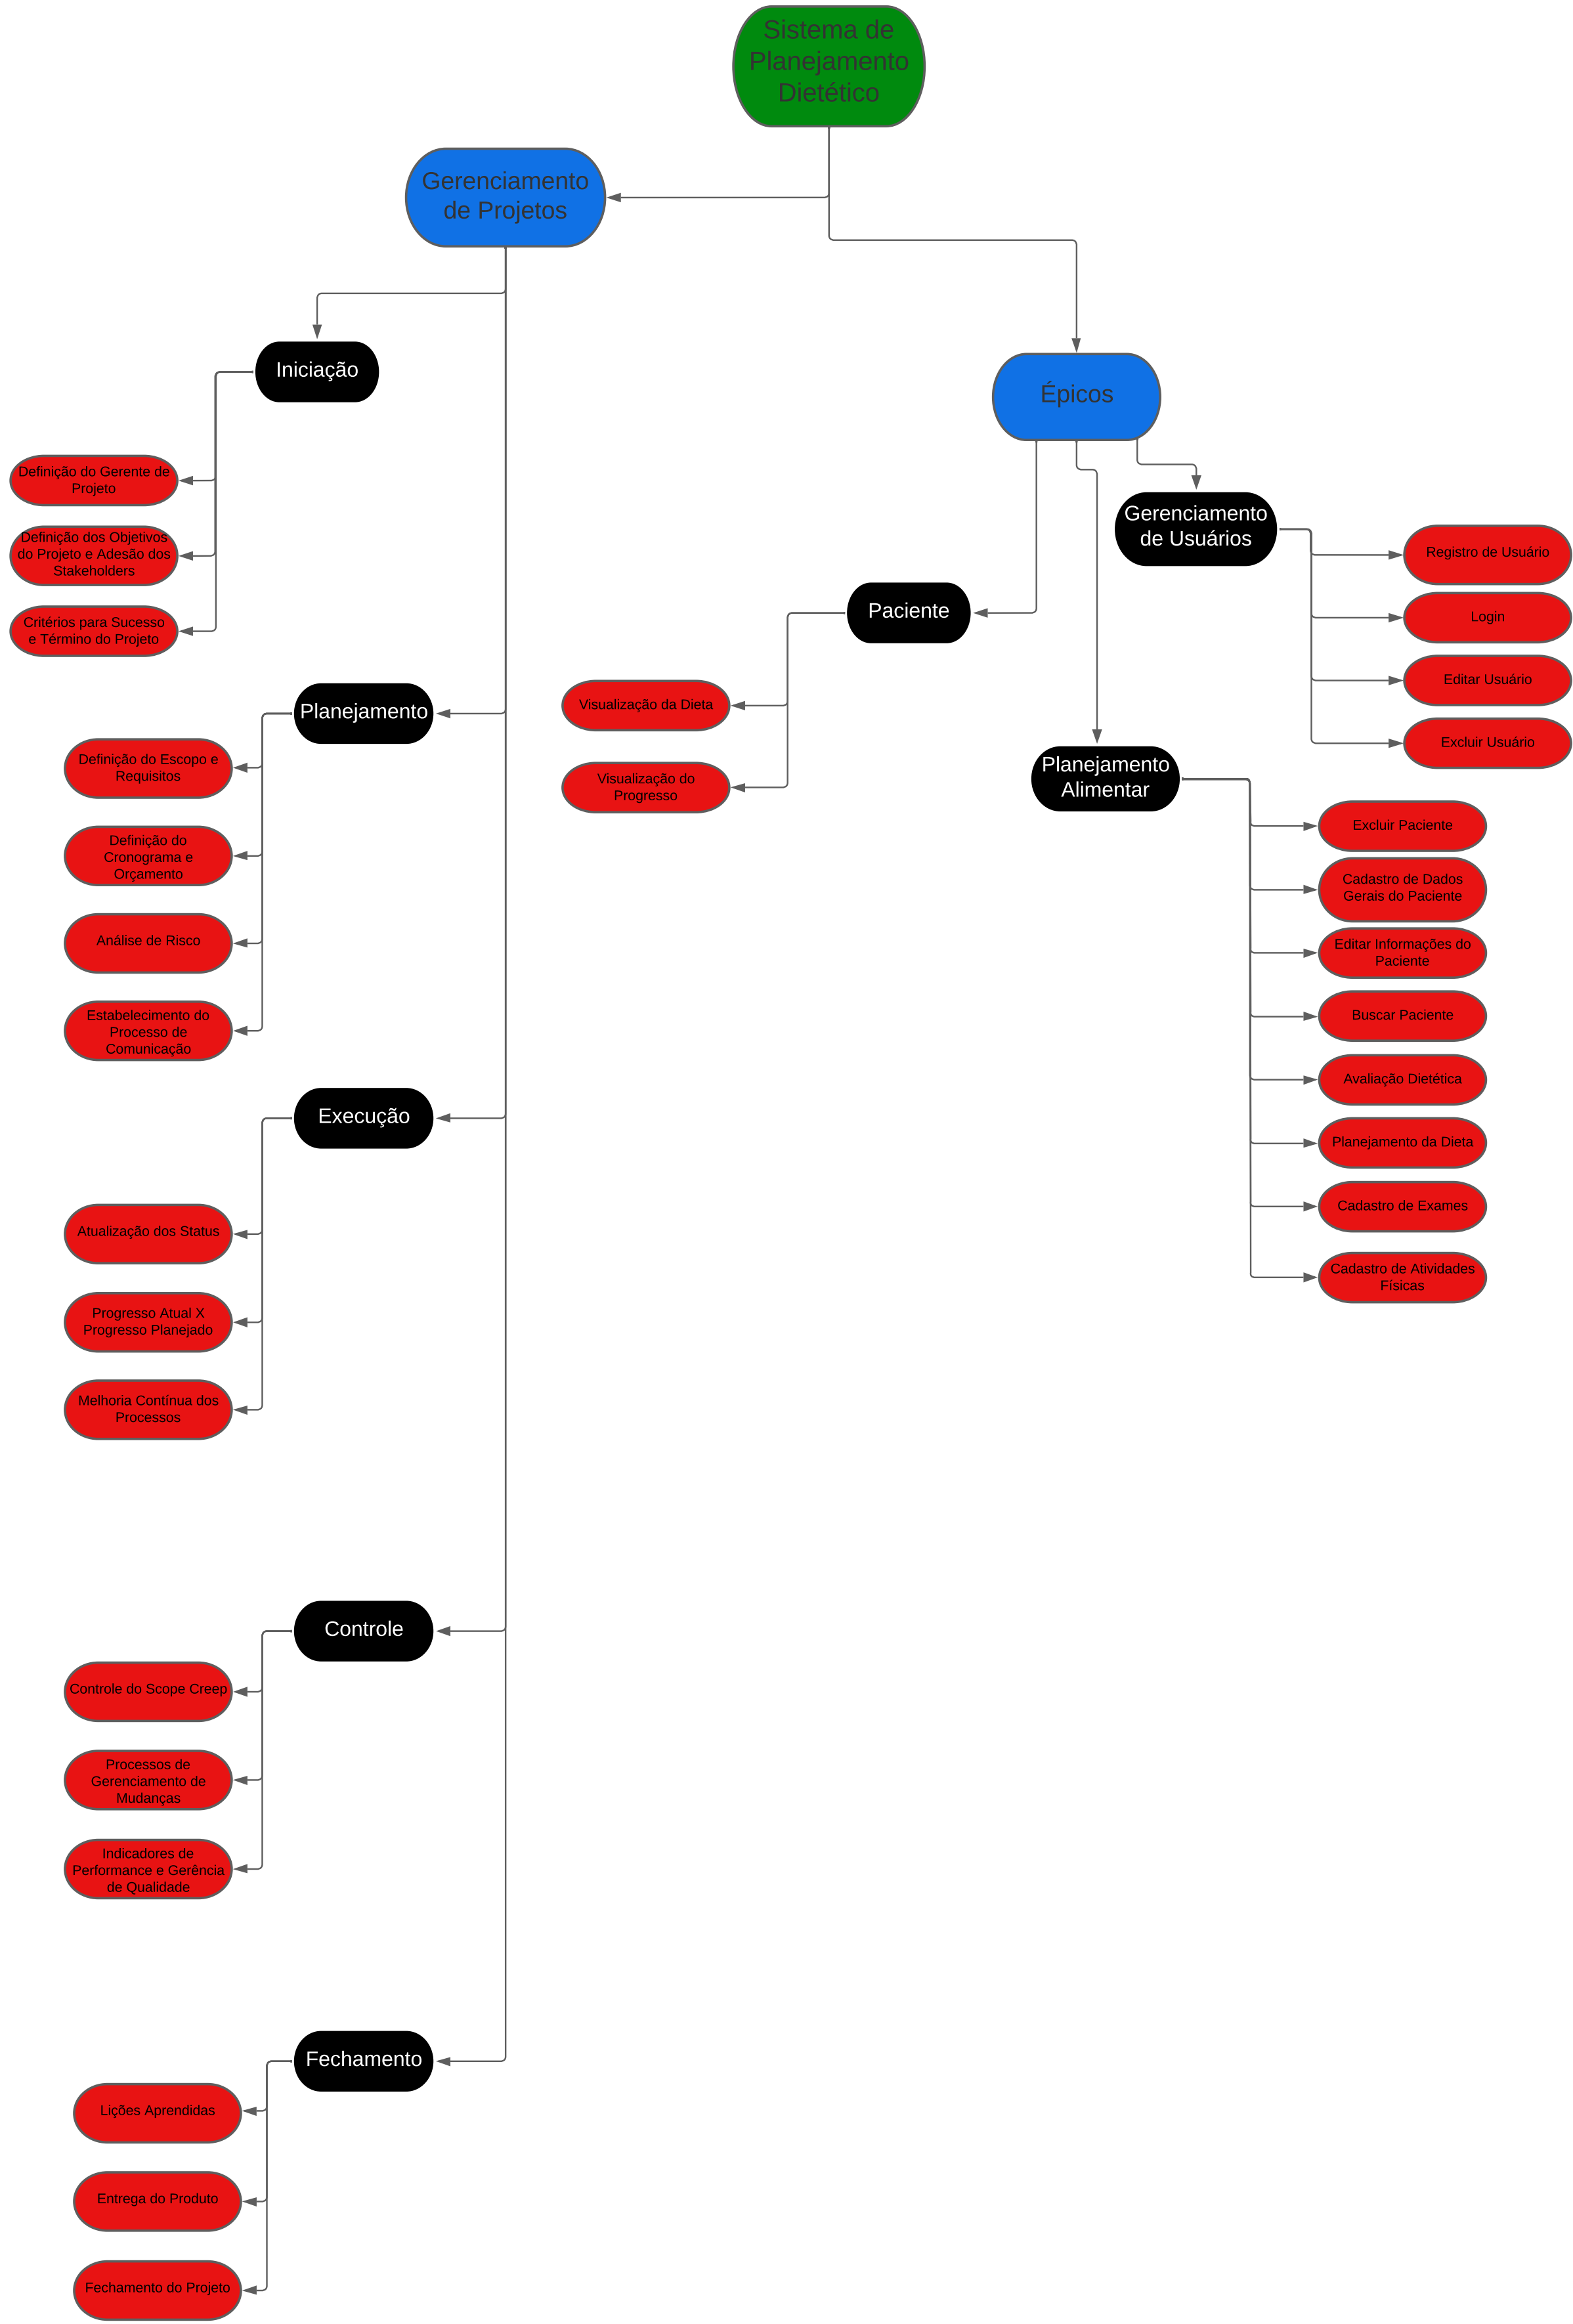 Sistema de
Planejamento
Dietético
Gerenciamento
de Projetos
Iniciação
Definição do Gerente de
Projeto
Definição dos Objetivos
do Projeto e Adesão dos
Stakeholders
Critérios para Sucesso
e Término do Projeto
Planejamento
Definição do Escopo e
Requisitos
Definição do
Cronograma e
Orçamento
Análise de Risco
Estabelecimento do
Processo de
Comunicação
Execução
Atualização dos Status
Progresso Atual X
Progresso Planejado
Melhoria Contínua dos
Processos
Controle
Controle do Scope Creep
Processos de
Gerenciamento de
Mudanças
Indicadores de
Performance e Gerência
de Qualidade
Fechamento
Lições Aprendidas
Entrega do Produto
Fechamento do Projeto
Épicos
Paciente
Visualização da Dieta
Visualização do
Progresso
Gerenciamento
de Usuários
Registro de Usuário
Login
Editar Usuário
Excluir Usuário
Planejamento
Alimentar
Excluir Paciente
Cadastro de Dados
Gerais do Paciente
Editar Informações do
Paciente
Buscar Paciente
Avaliação Dietética
Planejamento da Dieta
Cadastro de Exames
Cadastro de Atividades
Físicas